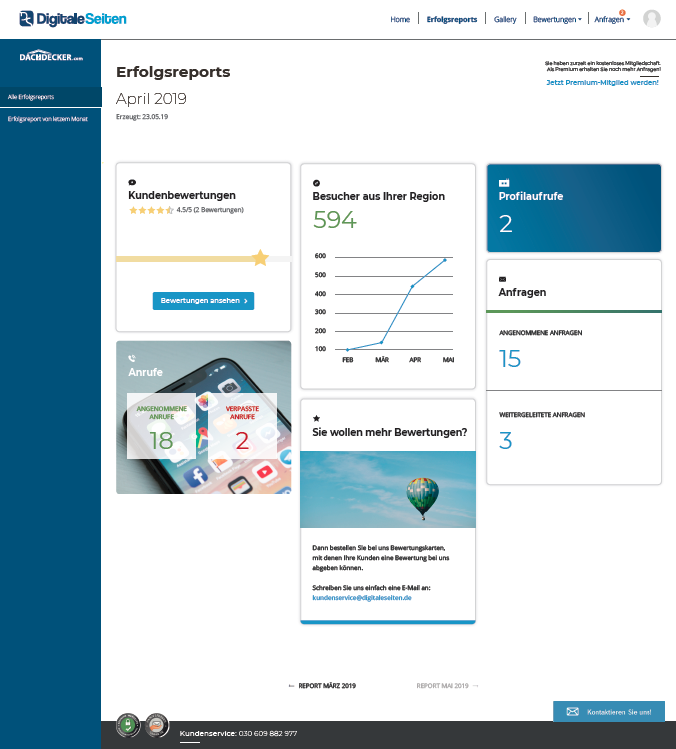 DigitaleSeiten
Home
Erfolgsreports
Gallery
Bewertungen
Anfragen
DACHDECKER.com
Alle Erfolgsreports
Erfolgsreport von letzem Monat
Erfolgsreports
April 2019
Erzeugt: 23.05.19
Sie haben zurzeit ein kostenloses Mitgliedschaft.
Als Premium erhalten Sie noch mehr Anfragen!
Jetzt Premium-Mitglied werden!
Kundenbewertungen
4.5/5 (2 Bewertungen)
Bewertungen ansehen
Anrufe
ANGENOMMENE
ANRUFE
18
VERPASSTE
ANRUFE
2
Besucher aus Ihrer Region
594
600
500
400
300
200
100
FEB MÄR APR MAI
Sie wollen mehr Bewertungen?
Dann bestellen Sie bei uns Bewertungskarten,
mit denen Ihre Kunden eine Bewertung bei uns
abgeben können.
Schreiben Sie uns einfach eine E-Mail an:
kundenservice@digitaleseiten.de
Profilaufrufe
2
Anfragen
ANGENOMMENE ANFRAGEN
15
WEITERGELEITETE ANFRAGEN
3
← REPORT MÄRZ 2019
REPORT MAI 2019 →
Kontaktieren Sie uns!
Kundenservice: 030 609 882 977